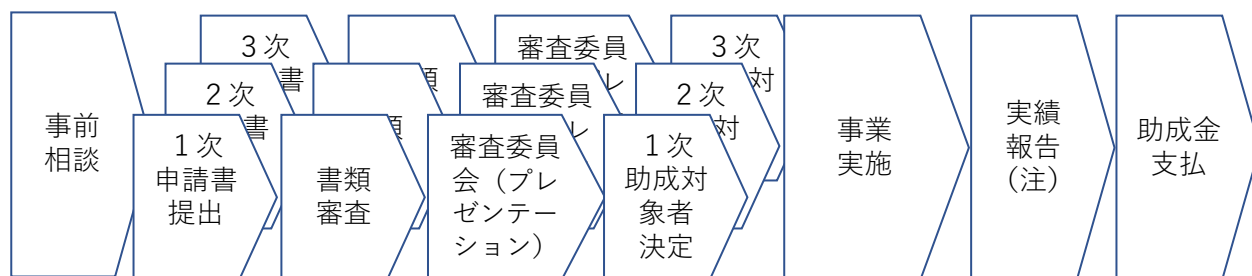 事前
相談
3次
書
2次
書
1次
申請書
提出
類
類
書類
審査
審査委員
レ
審査委員
レ
審査委員
会（プレ
ゼンテー
ション）
3次
対
2次
対
1次
助成対
象者
決定
事業
実施
実績
報告
（注）
助成金
支払